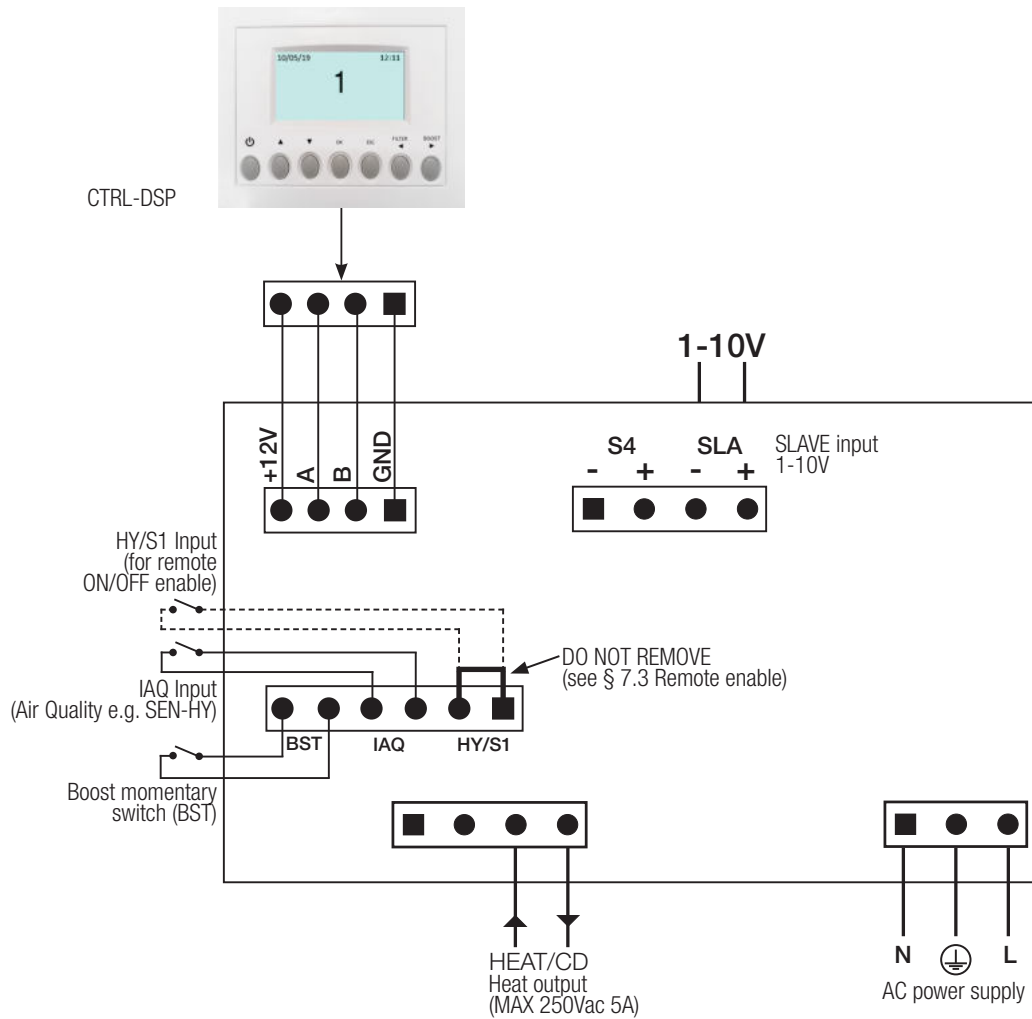 10/05/19 12:11
1
OK ESC FILTER BOOST
CTRL-DSP
1-10V
+12V
A
B
GND
S4 SLA
- + - +
SLAVE input
1-10V
HY/S1 Input
(for remote
ON/OFF enable)
DO NOT REMOVE
(see § 7.3 Remote enable)
IAQ Input
(Air Quality e.g. SEN-HY)
BST IAQ HY/S1
Boost momentary
switch (BST)
HEAT/CD
Heat output
(MAX 250Vac 5A)
N L
AC power supply